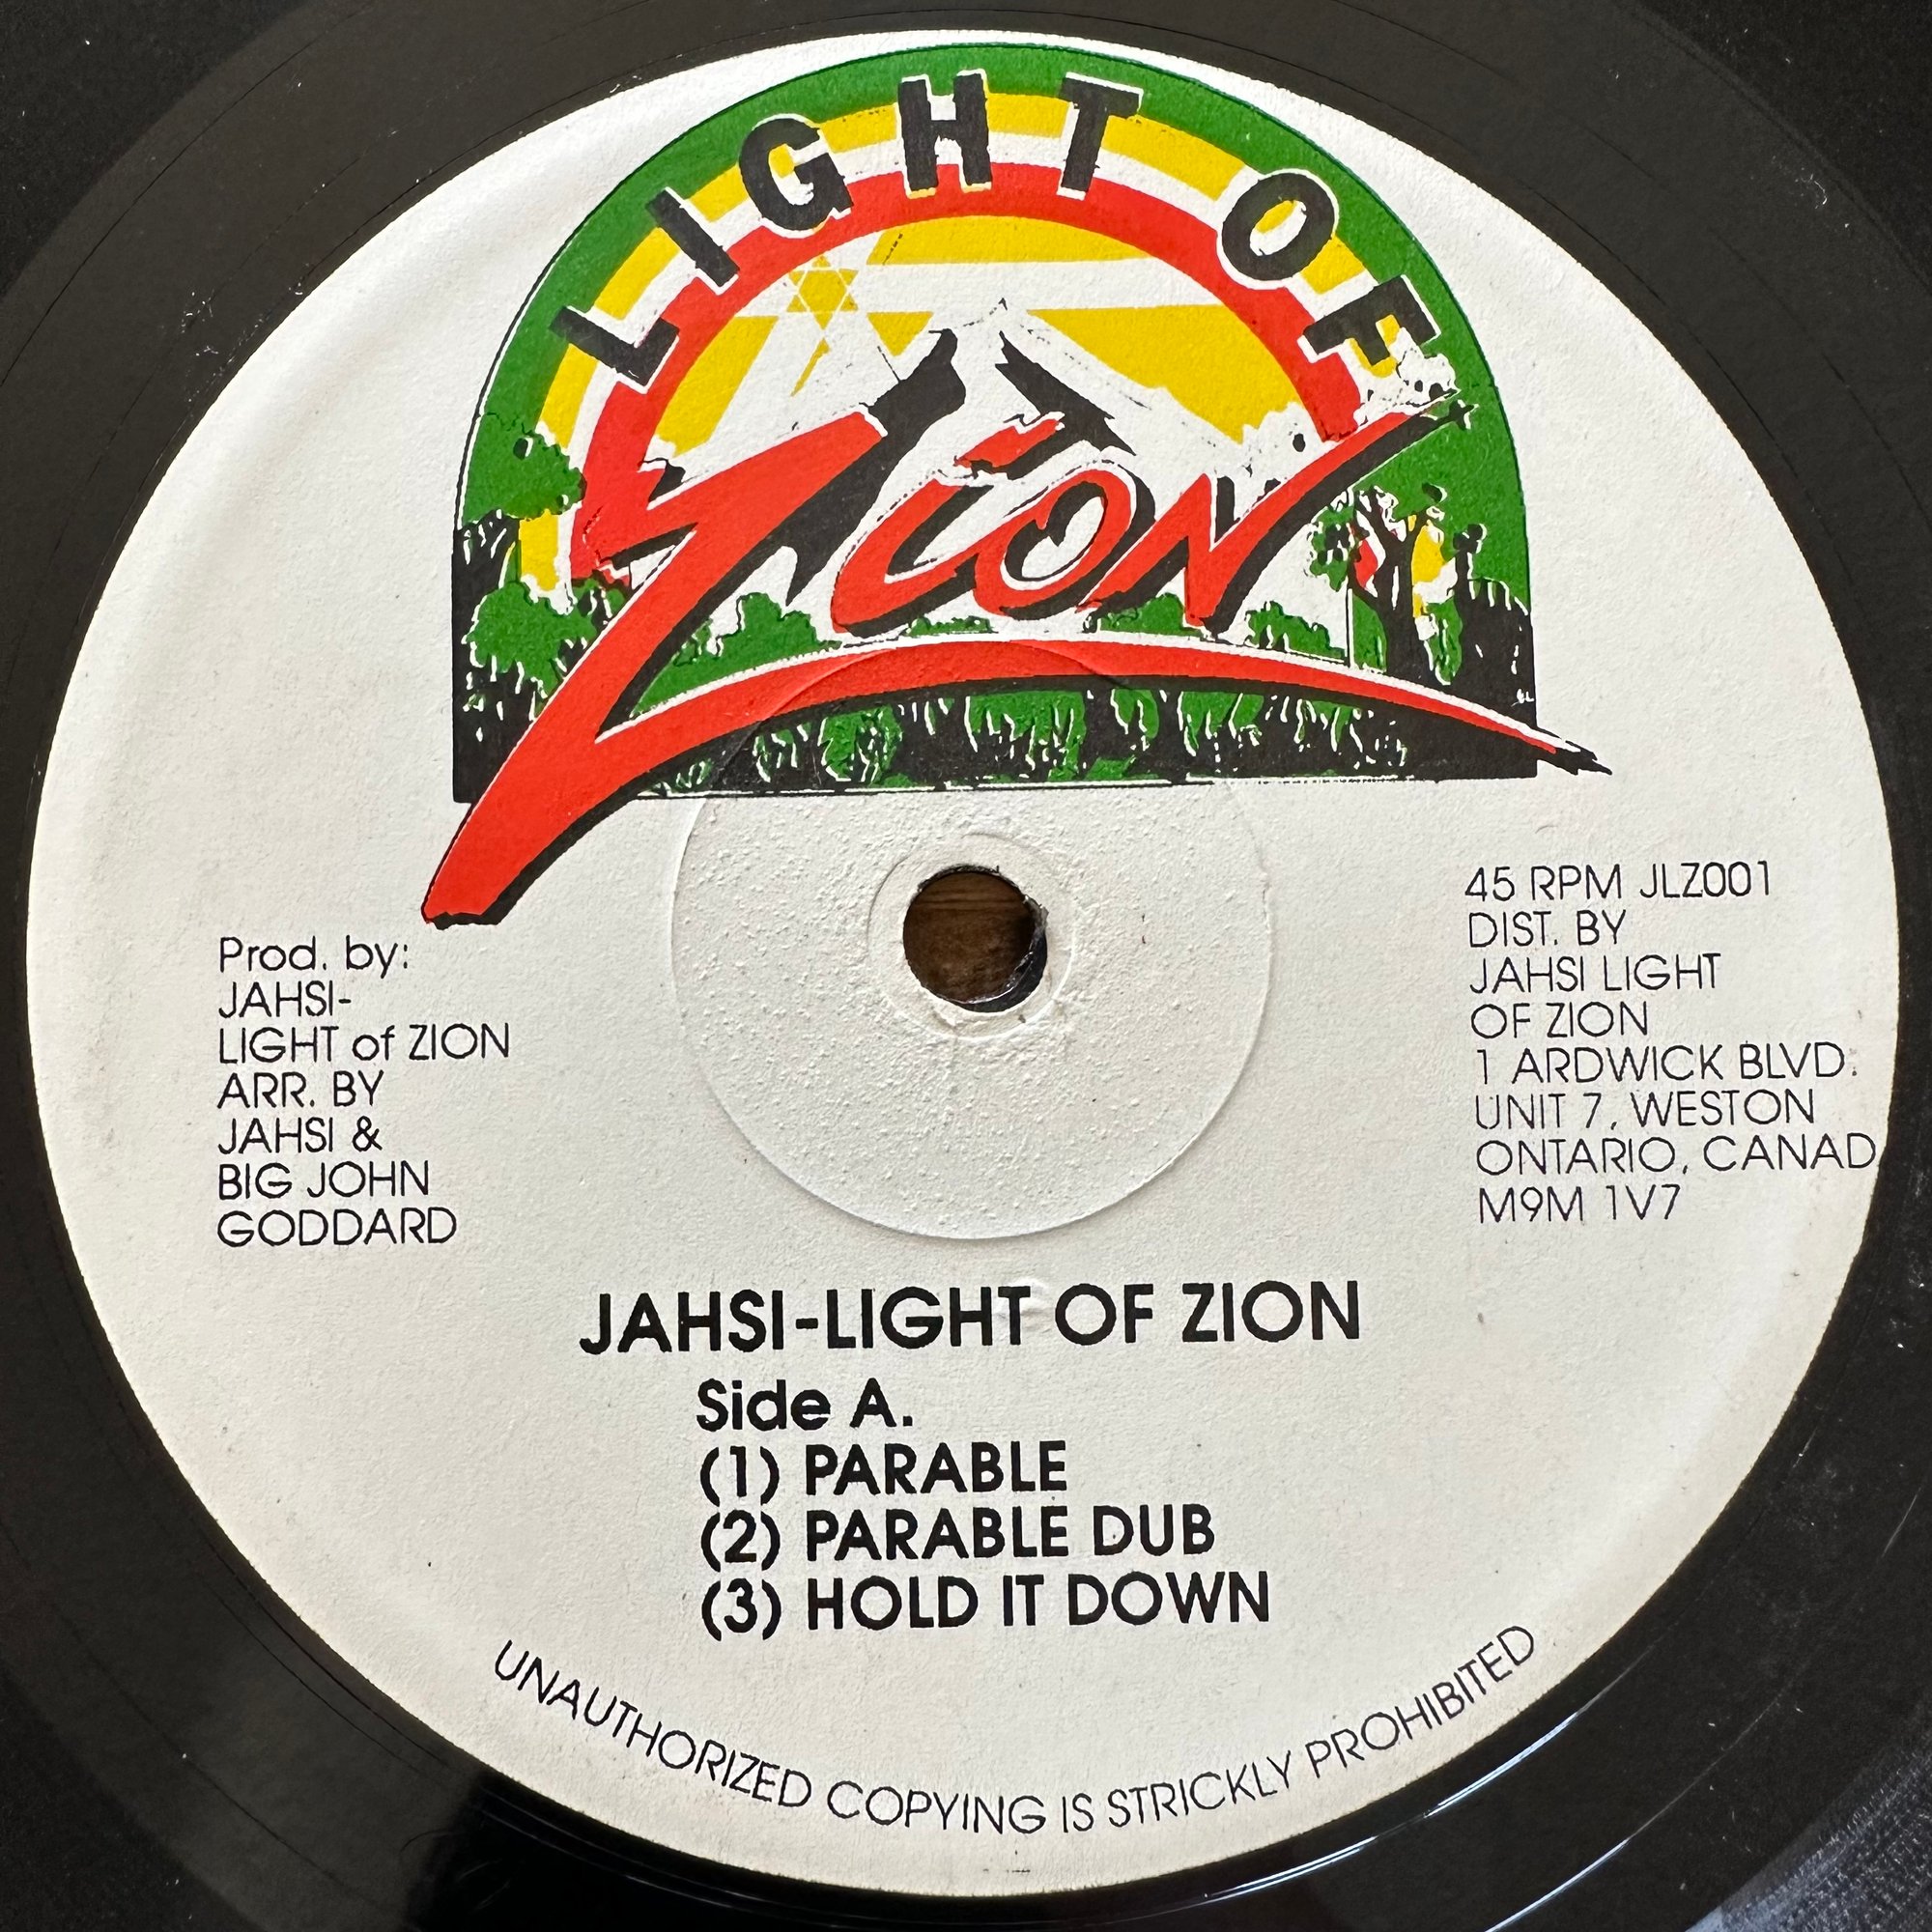 LIGHT OF
ZION
Prod. by:
JAHSI-
LIGHT of ZION
ARR. BY
JAHSI &
BIG JOHN
GODDARD
45 RPM JLZ001
DIST. BY
JAHSI LIGHT
OF ZION
1 ARDWICK BLVD.
UNIT 7, WESTON
ONTARIO, CANAD
M9M 1V7
JAHSI-LIGHT OF ZION
Side A.
(1) PARABLE
(2) PARABLE DUB
(3) HOLD IT DOWN
UNAUTHORIZED COPYING IS STRICKLY PROHIBITED